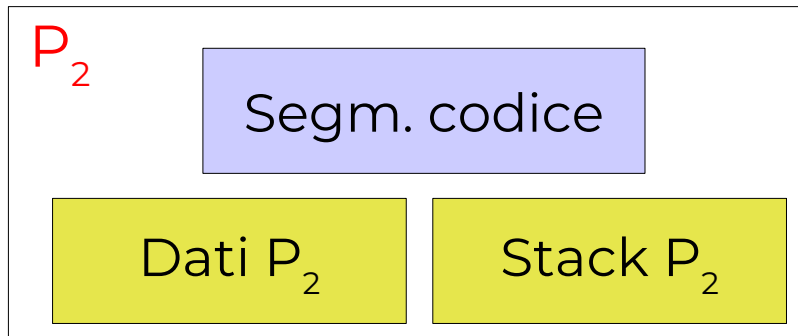 P₂
Segm. codice
Dati P₂
Stack P₂